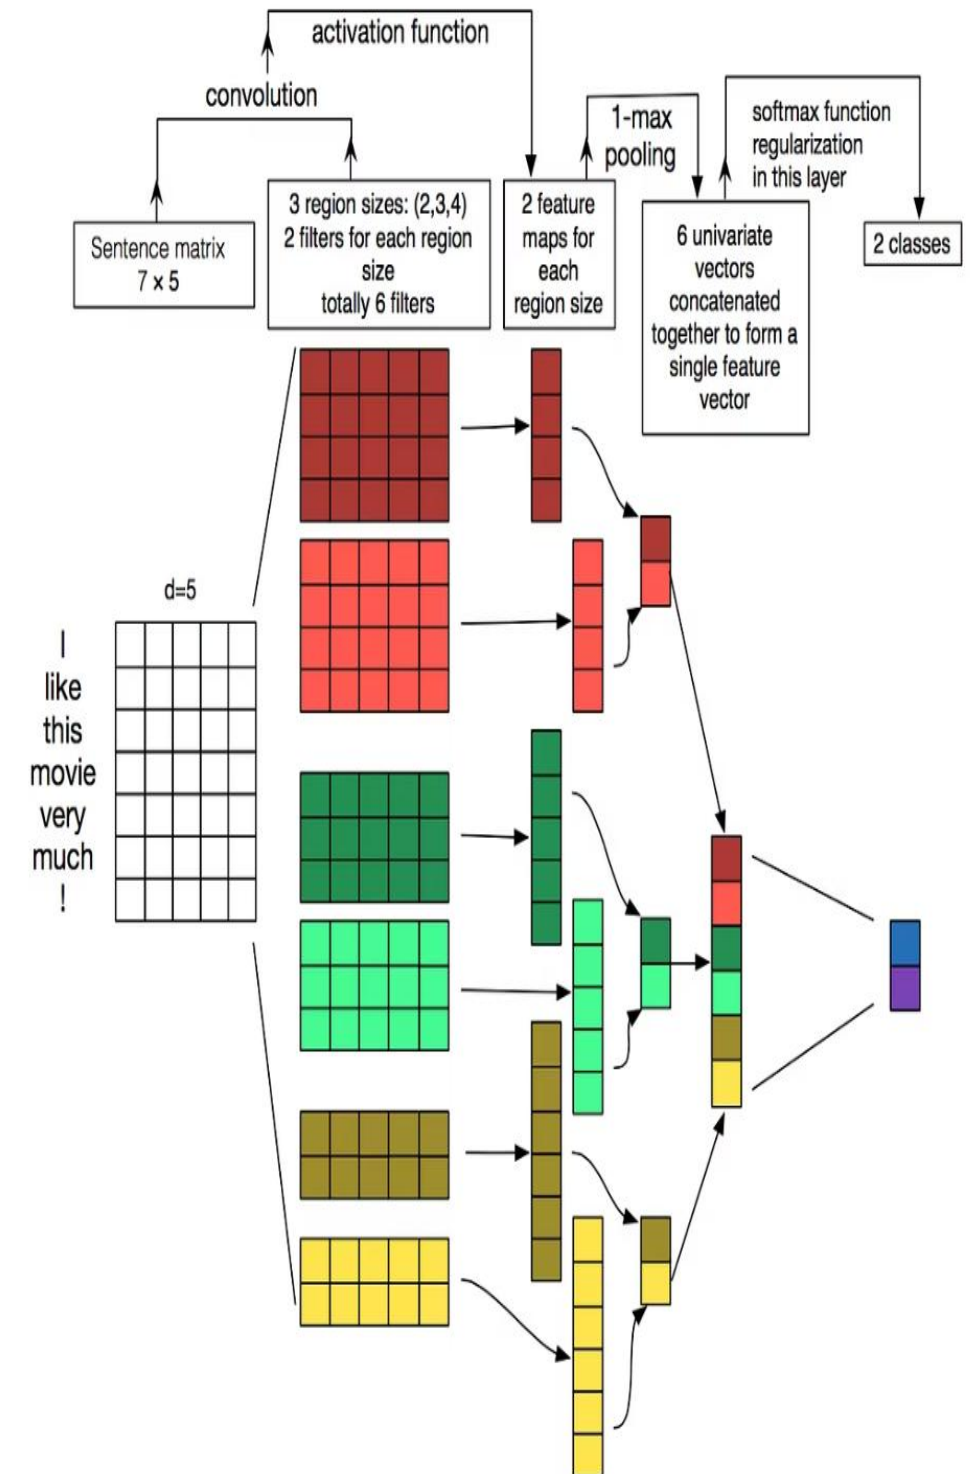 activation function
convolution
1-max
pooling
softmax function
regularization
in this layer
Sentence matrix
7 × 5
3 region sizes: (2,3,4)
2 filters for each region
size
totally 6 filters
2 feature
maps for
each
region size
6 univariate
vectors
concatenated
together to form a
single feature
vector
2 classes
d=5
I
like
this
movie
very
much
!